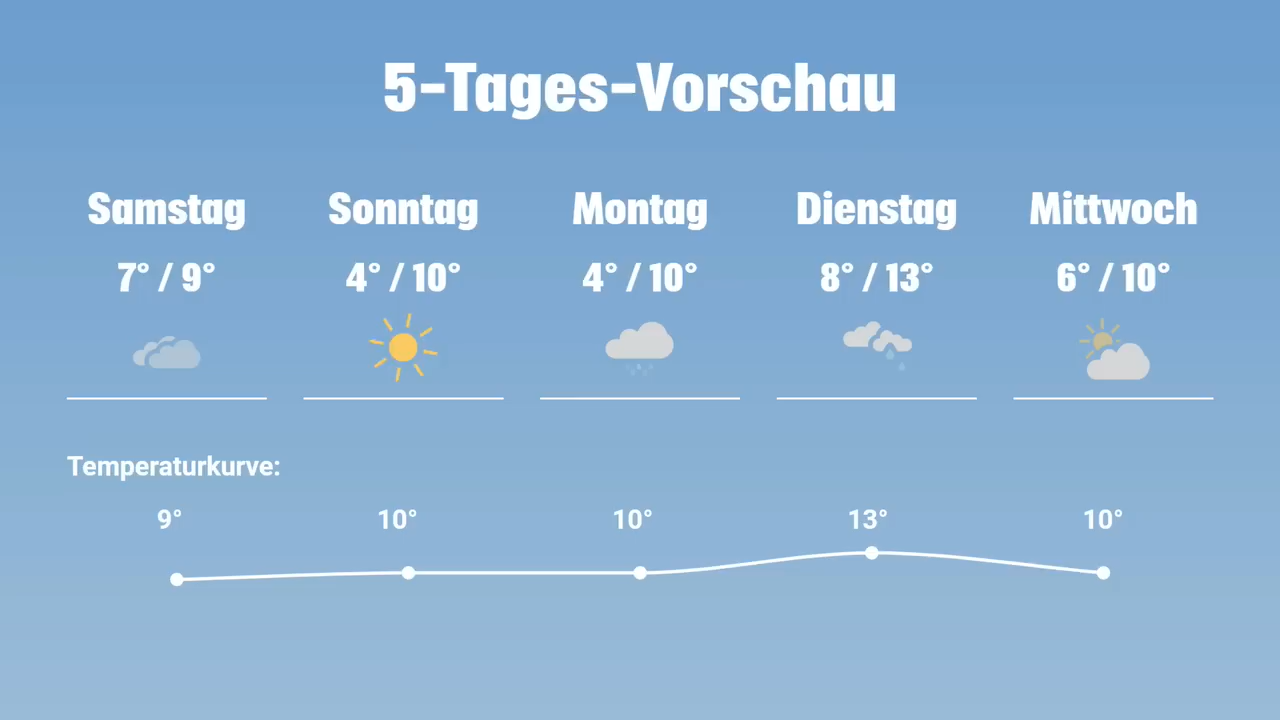 5-Tages-Vorschau
Samstag Sonntag Montag Dienstag Mittwoch
7° / 9° 4° / 10° 4° / 10° 8° / 13° 6° / 10°
Temperaturkurve:
9° 10° 10° 13° 10°